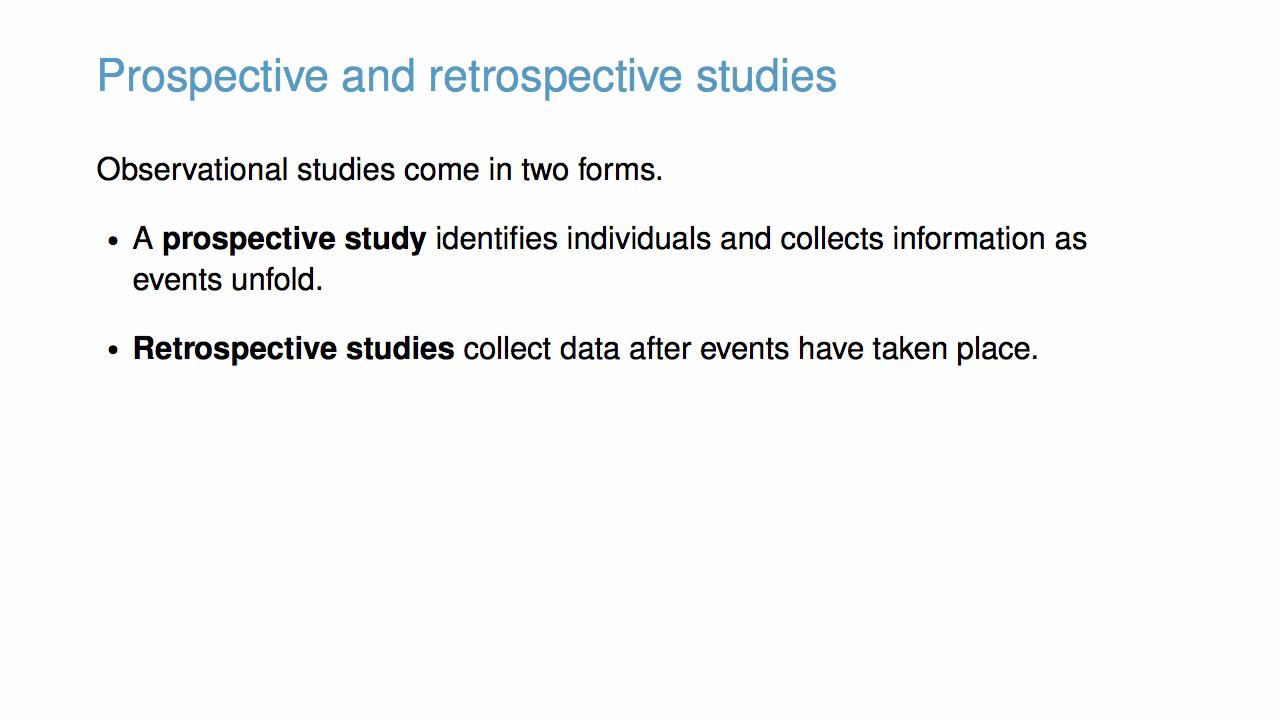 Prospective and retrospective studies
Observational studies come in two forms.
• A prospective study identifies individuals and collects information as
events unfold.
• Retrospective studies collect data after events have taken place.